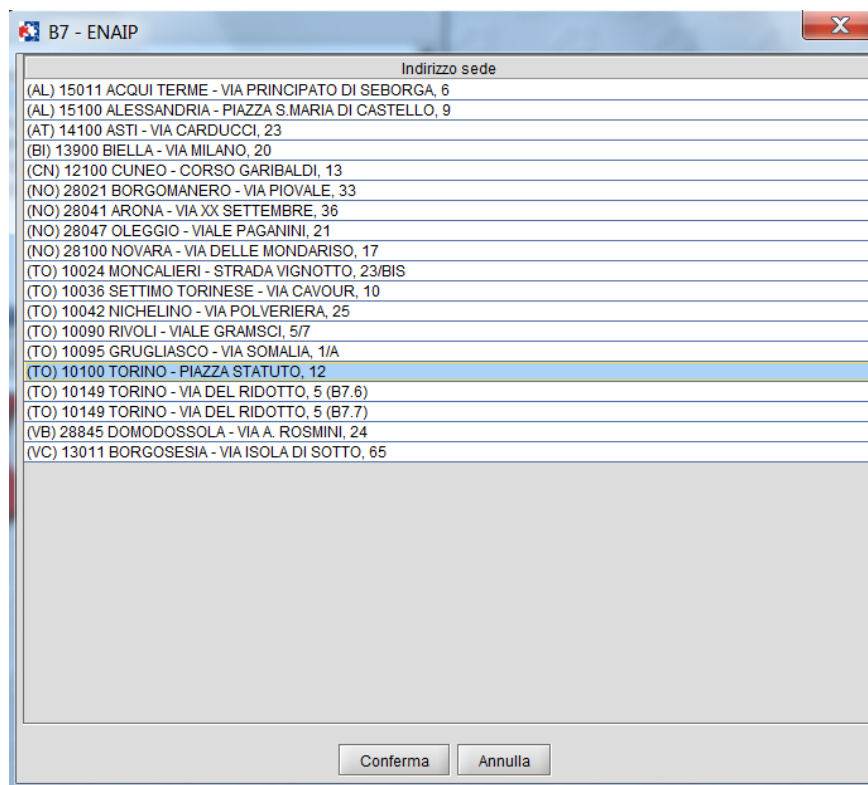 B7 - ENAIP
Indirizzo sede
(AL) 15011 ACQUI TERME - VIA PRINCIPATO DI SEBORGA, 6
(AL) 15100 ALESSANDRIA - PIAZZA S.MARIA DI CASTELLO, 9
(AT) 14100 ASTI - VIA CARDUCCI, 23
(BI) 13900 BIELLA - VIA MILANO, 20
(CN) 12100 CUNEO - CORSO GARIBALDI, 13
(NO) 28021 BORGOMANERO - VIA PIOVALE, 33
(NO) 28041 ARONA - VIA XX SETTEMBRE, 36
(NO) 28047 OLEGGIO - VIALE PAGANINI, 21
(NO) 28100 NOVARA - VIA DELLE MONDARISO, 17
(TO) 10024 MONCALIERI - STRADA VIGNOTTO, 23/BIS
(TO) 10036 SETTIMO TORINESE - VIA CAVOUR, 10
(TO) 10042 NICHELINO - VIA POLVERIERA, 25
(TO) 10090 RIVOLI - VIALE GRAMSCI, 5/7
(TO) 10095 GRUGLIASCO - VIA SOMALIA, 1/A
(TO) 10100 TORINO - PIAZZA STATUTO, 12
(TO) 10149 TORINO - VIA DEL RIDOTTO, 5 (B7.6)
(TO) 10149 TORINO - VIA DEL RIDOTTO, 5 (B7.7)
(VB) 28845 DOMODOSSOLA - VIA A. ROSMINI, 24
(VC) 13011 BORGOSESIA - VIA ISOLA DI SOTTO, 65
Conferma Annulla